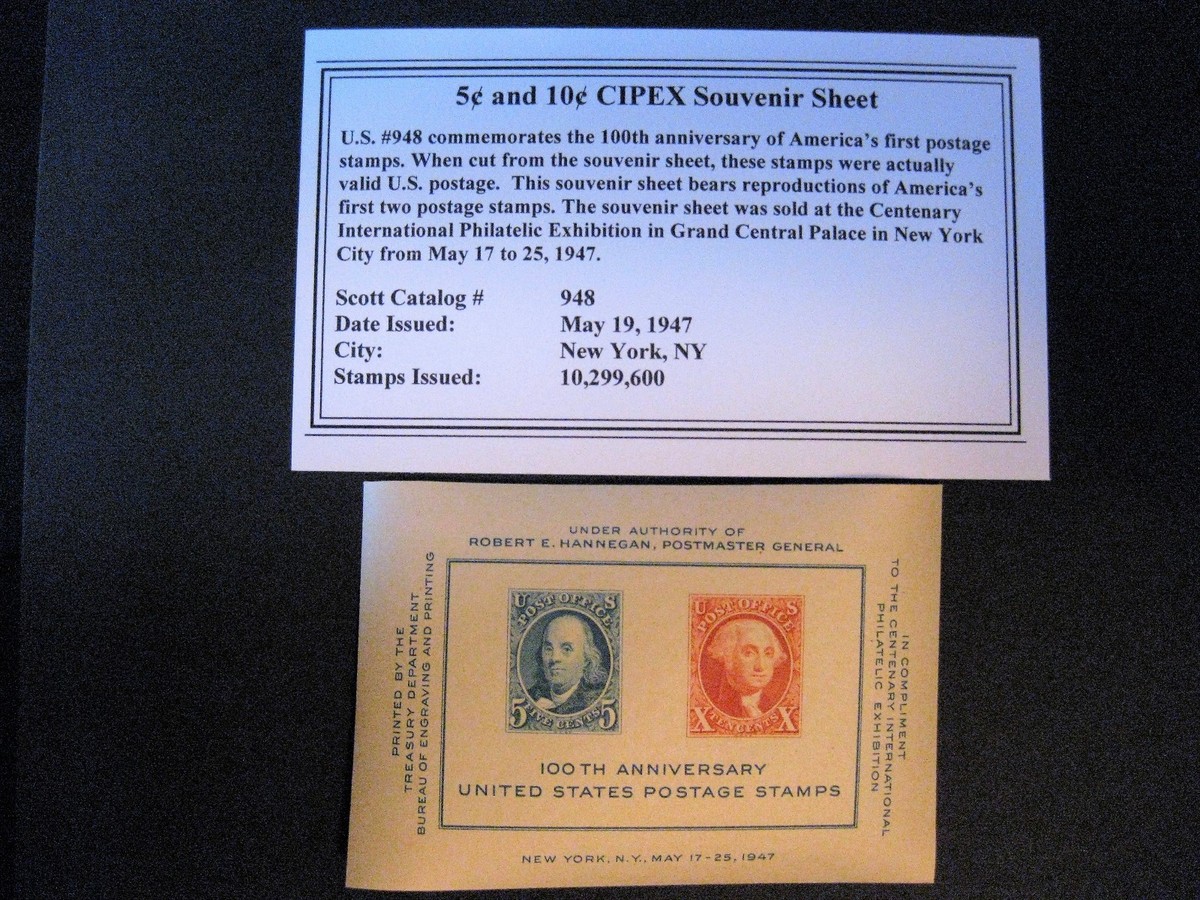 5¢ and 10¢ CIPEX Souvenir Sheet
U.S. #948 commemorates the 100th anniversary of America's first postage
stamps. When cut from the souvenir sheet, these stamps were actually
valid U.S. postage. This souvenir sheet bears reproductions of America's
first two postage stamps. The souvenir sheet was sold at the Centenary
International Philatelic Exhibition in Grand Central Palace in New York
City from May 17 to 25, 1947.
Scott Catalog # 948
Date Issued: May 19, 1947
City: New York, NY
Stamps Issued: 10,299,600
UNDER AUTHORITY OF
ROBERT E. HANNEGAN, POSTMASTER GENERAL
PRINTED BY THE
TREASURY DEPARTMENT
BUREAU OF ENGRAVING AND PRINTING
U S
POST OFFICE
5 FIVE CENTS 5
U S
POST OFFICE
X TEN CENTS X
IN COMPLIMENT
TO THE CENTENARY INTERNATIONAL
PHILATELIC EXHIBITION
100TH ANNIVERSARY
UNITED STATES POSTAGE STAMPS
NEW YORK, N.Y., MAY 17-25, 1947